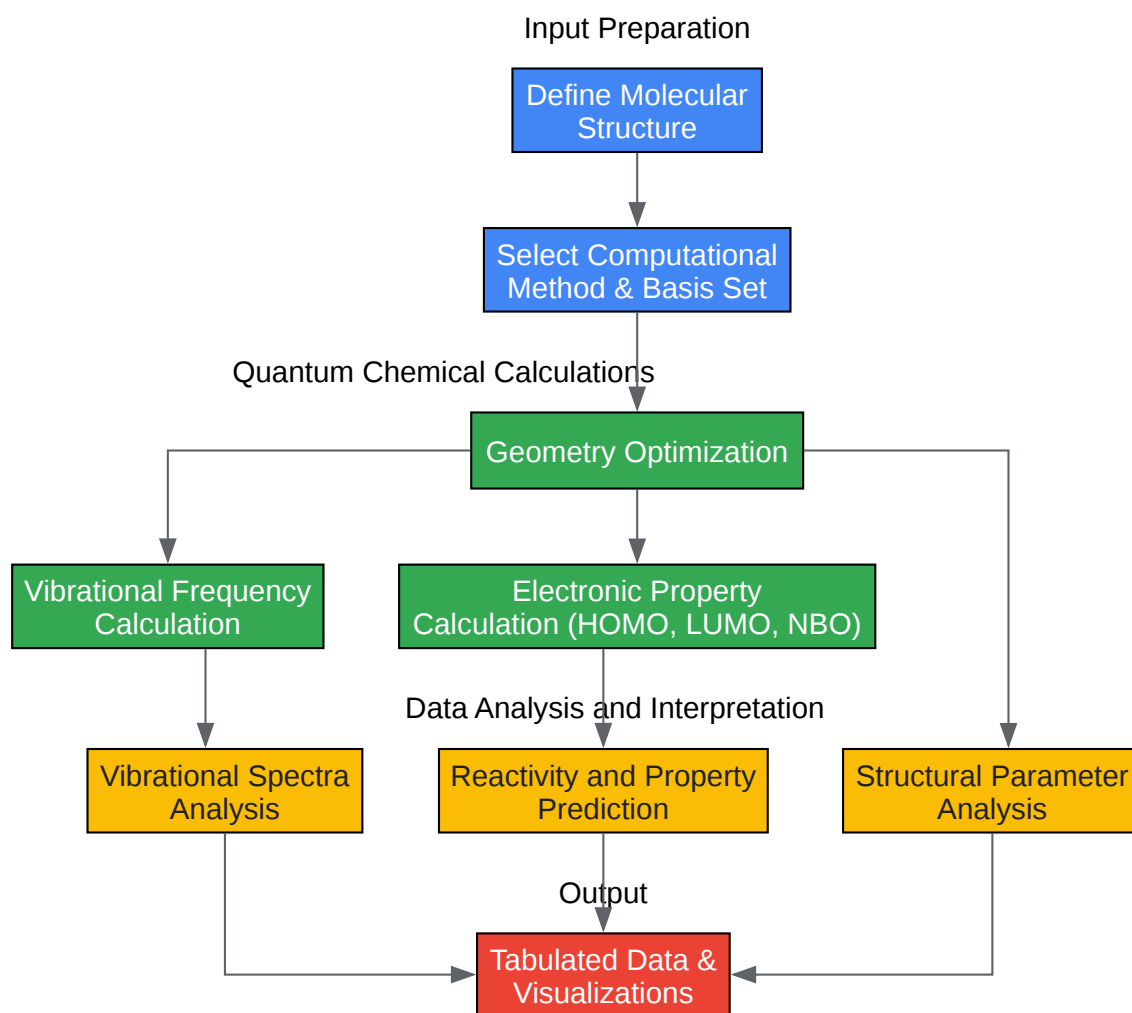 Input Preparation
Define Molecular
Structure
Select Computational
Method & Basis Set
Quantum Chemical Calculations
Geometry Optimization
Vibrational Frequency
Calculation
Electronic Property
Calculation (HOMO, LUMO, NBO)
Data Analysis and Interpretation
Vibrational Spectra
Analysis
Reactivity and Property
Prediction
Structural Parameter
Analysis
Output
Tabulated Data &
Visualizations